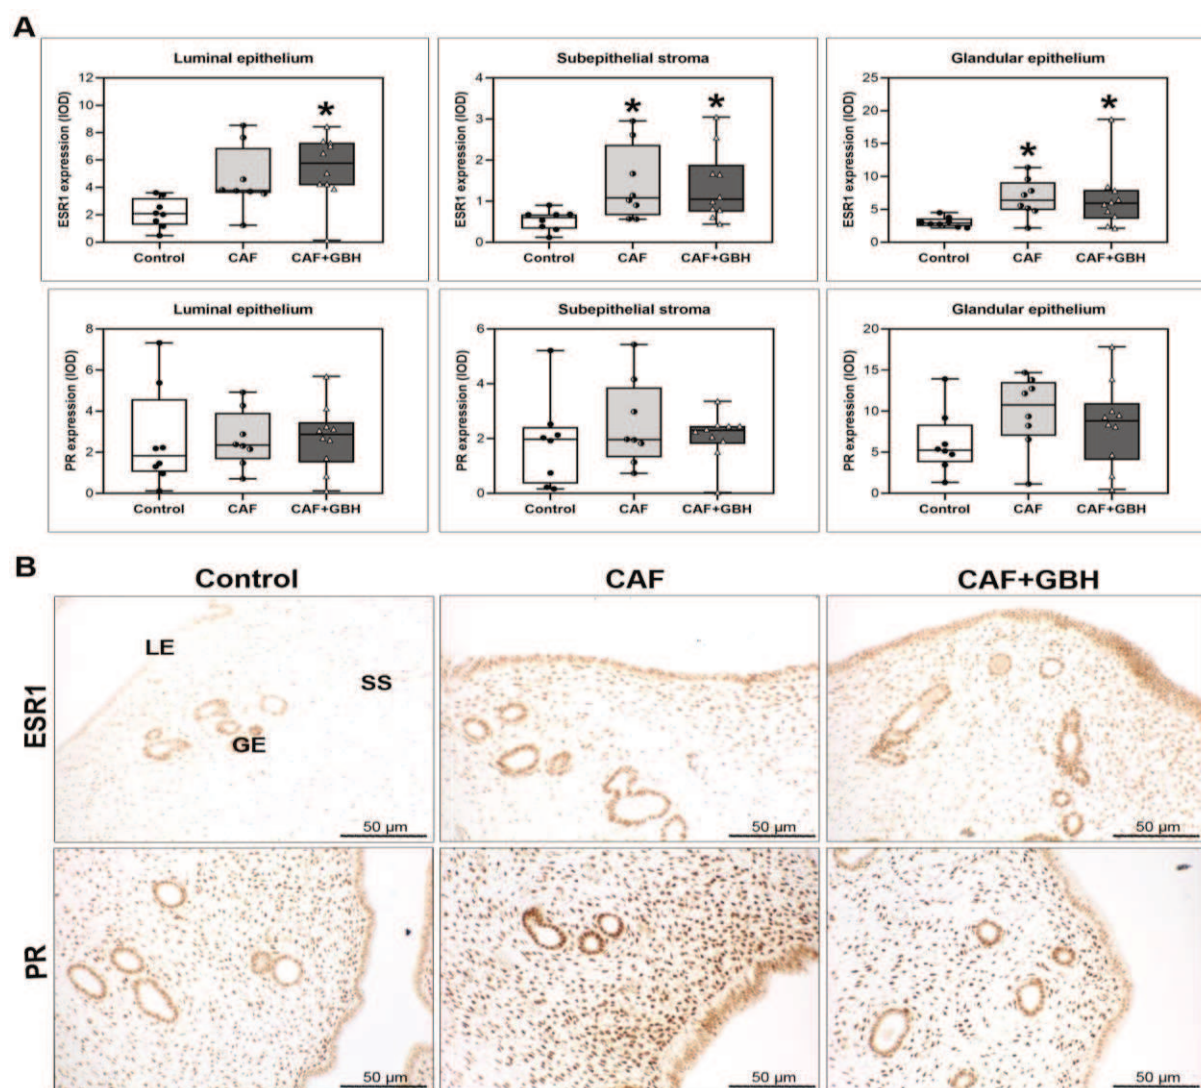 A
Luminal epithelium
Subepithelial stroma
Glandular epithelium
ESR1 expression (IOD)
12
10
8
6
4
2
0
*
Control CAF CAF+GBH
ESR1 expression (IOD)
4
3
2
1
0
* *
Control CAF CAF+GBH
ESR1 expression (IOD)
25
20
15
10
5
0
* *
Control CAF CAF+GBH
Luminal epithelium
Subepithelial stroma
Glandular epithelium
PR expression (IOD)
8
6
4
2
0
Control CAF CAF+GBH
PR expression (IOD)
6
4
2
0
Control CAF CAF+GBH
PR expression (IOD)
20
15
10
5
0
Control CAF CAF+GBH
B
Control CAF CAF+GBH
ESR1
LE
SS
GE
50 µm
50 µm
50 µm
PR
50 µm
50 µm
50 µm